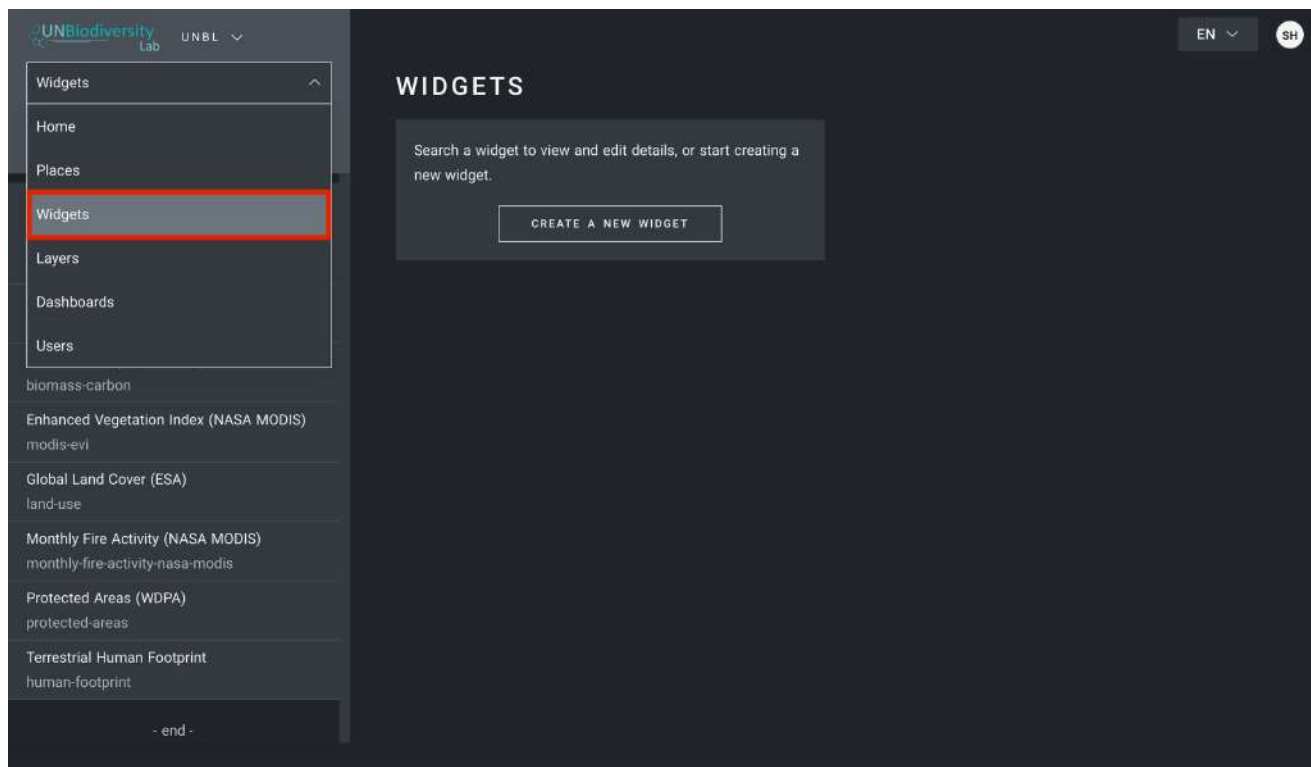 UNBiodiversity
Lab
UNBL
EN
SH
Widgets
Home
Places
Widgets
Layers
Dashboards
Users
biomass-carbon
Enhanced Vegetation Index (NASA MODIS)
modis-evi
Global Land Cover (ESA)
land-use
Monthly Fire Activity (NASA MODIS)
monthly-fire-activity-nasa-modis
Protected Areas (WDPA)
protected-areas
Terrestrial Human Footprint
human-footprint
- end -
WIDGETS
Search a widget to view and edit details, or start creating a
new widget.
CREATE A NEW WIDGET